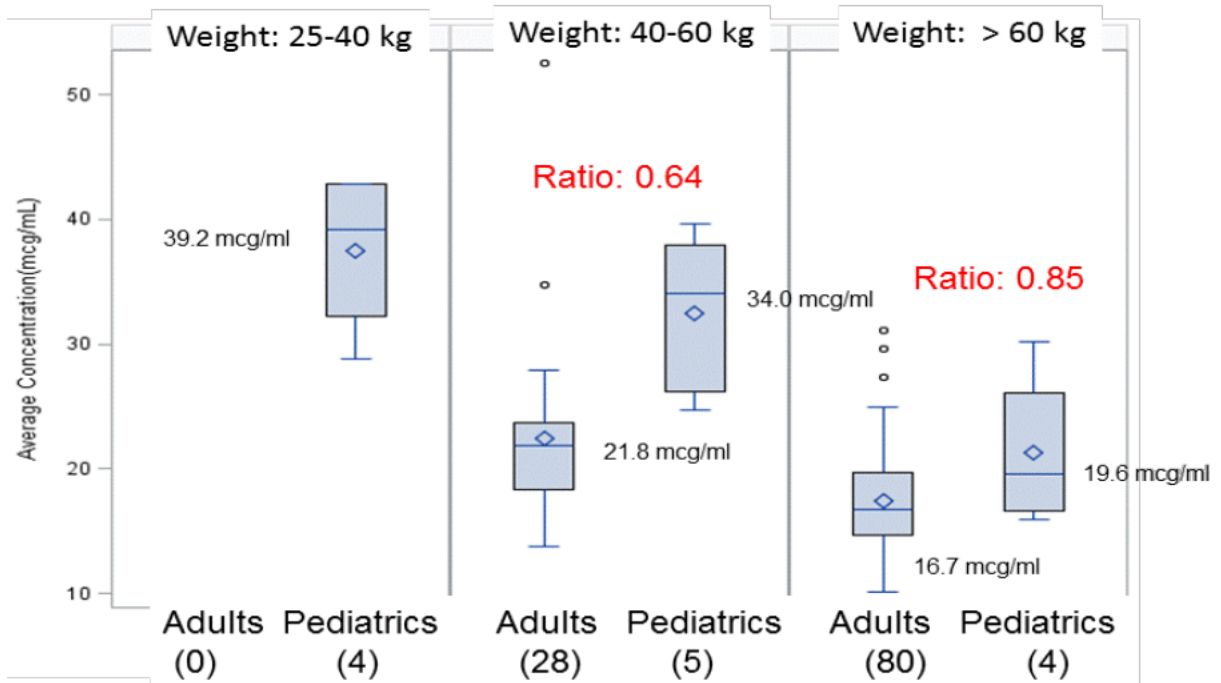 Weight: 25-40 kg
Weight: 40-60 kg
Weight:  > 60 kg
Average Concentration(mcg/mL)
50
40
30
20
10
39.2 mcg/ml
Ratio: 0.64
34.0 mcg/ml
21.8 mcg/ml
Ratio: 0.85
19.6 mcg/ml
16.7 mcg/ml
Adults Pediatrics
(0) (4)
Adults Pediatrics
(28) (5)
Adults Pediatrics
(80) (4)